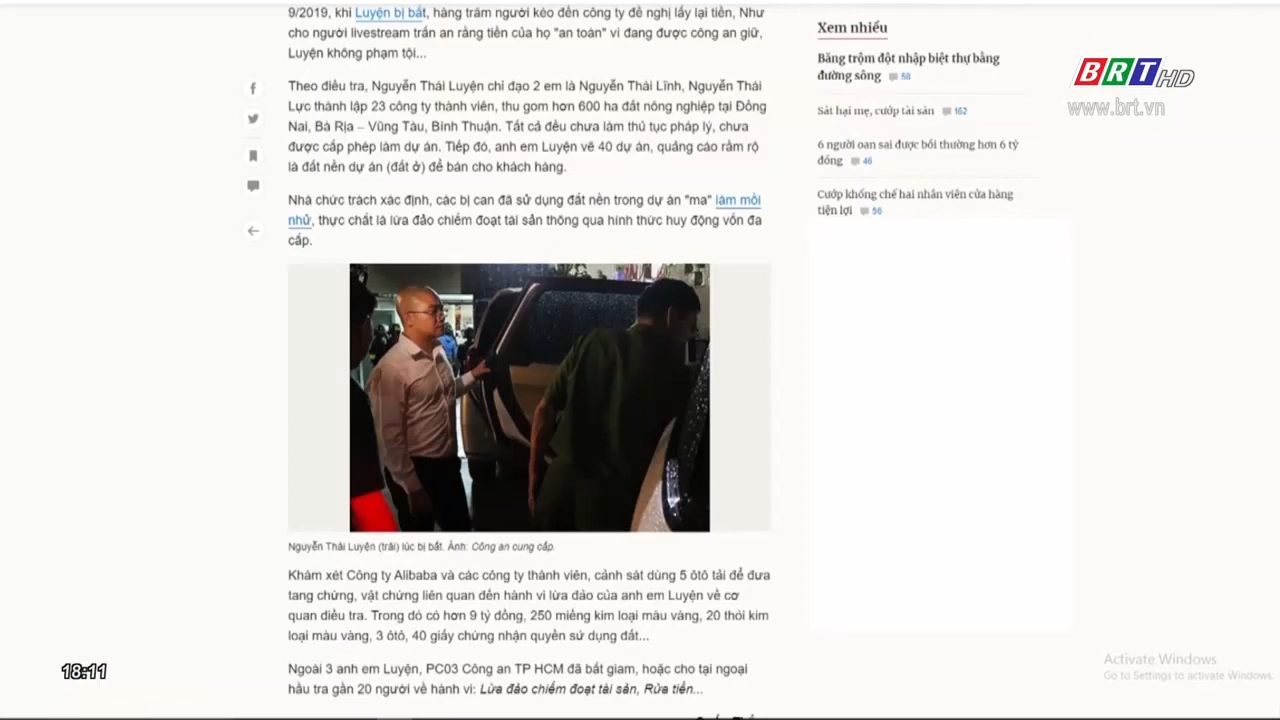 9/2019, khi Luyện bị bắt, hàng trăm người kéo đến công ty đề nghị lấy lại tiền, Như
cho người livestream trấn an rằng tiền của họ "an toàn" vì đang được công an giữ,
Luyện không phạm tội...
Theo điều tra, Nguyễn Thái Luyện chỉ đạo 2 em là Nguyễn Thái Lĩnh, Nguyễn Thái
Lực thành lập 23 công ty thành viên, thu gom hơn 600 ha đất nông nghiệp tại Đồng
Nai, Bà Rịa – Vũng Tàu, Bình Thuận. Tất cả đều chưa làm thủ tục pháp lý, chưa
được cấp phép làm dự án. Tiếp đó, anh em Luyện vẽ 40 dự án, quảng cáo rầm rộ
là đất nền dự án (đất ở) để bán cho khách hàng.
Nhà chức trách xác định, các bị can đã sử dụng đất nền trong dự án "ma" làm mồi
nhử, thực chất là lừa đảo chiếm đoạt tài sản thông qua hình thức huy động vốn đa
cấp.
Nguyễn Thái Luyện (trái) lúc bị bắt. Ảnh: Công an cung cấp.
Khám xét Công ty Alibaba và các công ty thành viên, cảnh sát dùng 5 ôtô tải để đưa
tang chứng, vật chứng liên quan đến hành vi lừa đảo của anh em Luyện về cơ
quan điều tra. Trong đó có hơn 9 tỷ đồng, 250 miếng kim loại màu vàng, 20 thỏi kim
loại màu vàng, 3 ôtô, 40 giấy chứng nhận quyền sử dụng đất...
Ngoài 3 anh em Luyện, PC03 Công an TP HCM đã bắt giam, hoặc cho tại ngoại
hầu tra gần 20 người về hành vi: Lừa đảo chiếm đoạt tài sản, Rửa tiền...
Xem nhiều
Băng trộm đột nhập biệt thự bằng
đường sông 58
Sát hại mẹ, cướp tài sản 162
6 người oan sai được bồi thường hơn 6 tỷ
đồng 46
Cướp khống chế hai nhân viên cửa hàng
tiện lợi 56
BRT HD
www.brt.vn
18:11
Activate Windows
Go to Settings to activate Windows.